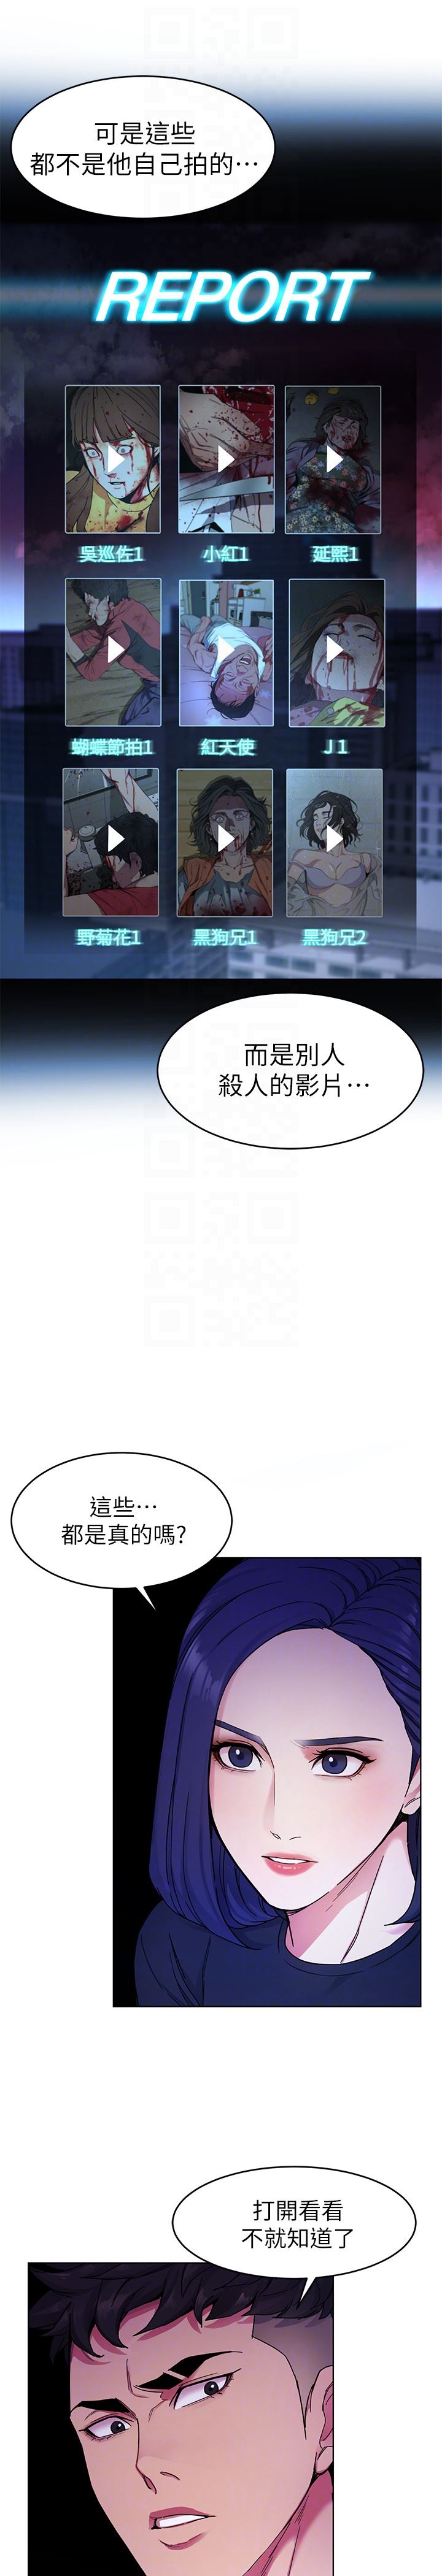 可是這些
都不是他自己拍的⋯
REPORT
吳巡佐1
小紅1
延熙1
蝴蝶節拍1
紅天使
J 1
野菊花1
黑狗兄1
黑狗兄2
而是別人
殺人的影片⋯
這些⋯
都是真的嗎?
打開看看
不就知道了